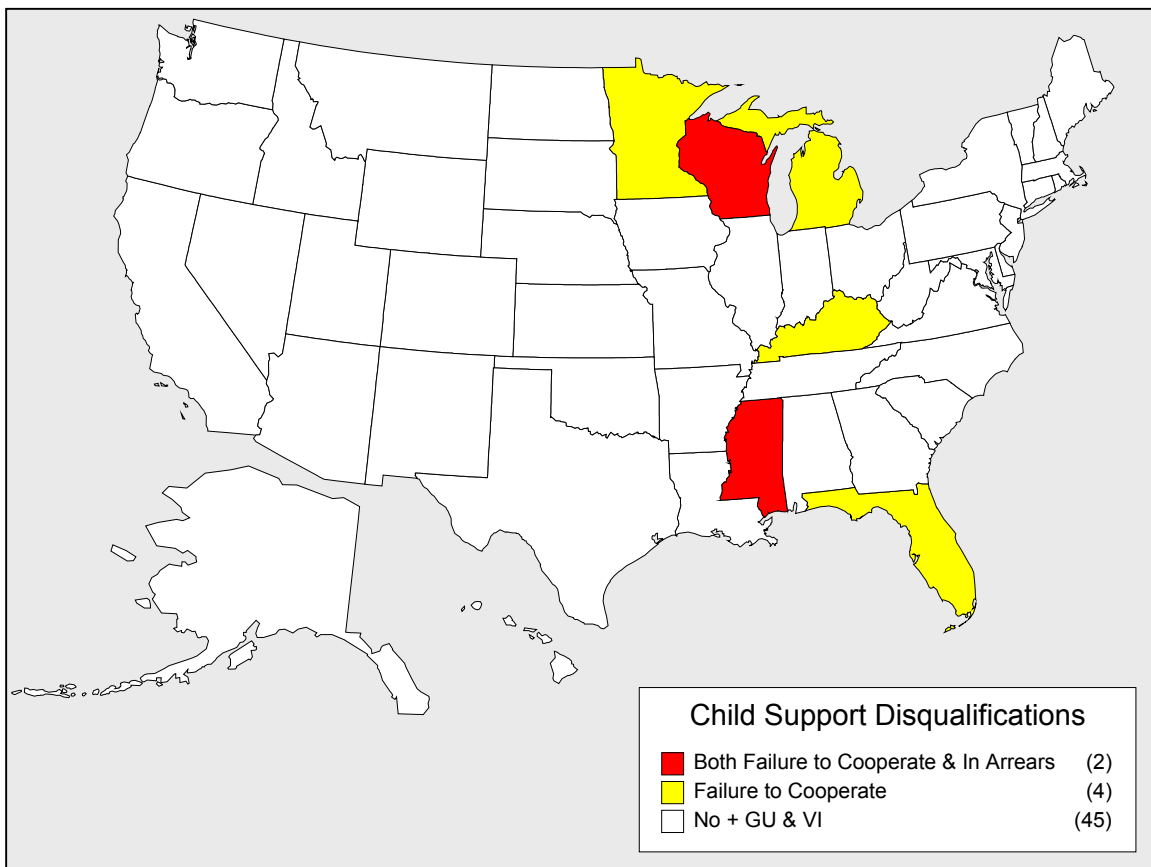 Child Support Disqualifications
Both Failure to Cooperate & In Arrears (2)
Failure to Cooperate (4)
No + GU & VI (45)